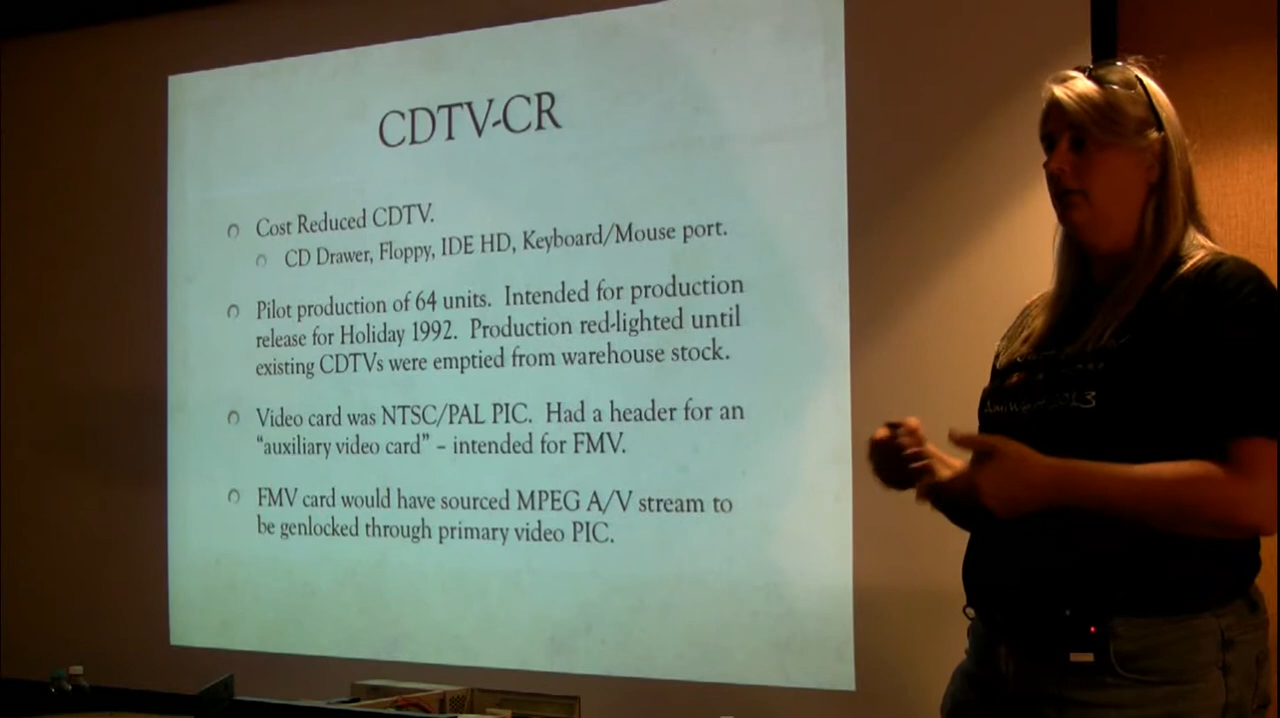 CDTV-CR
Cost Reduced CDTV.
CD Drawer, Floppy, IDE HD, Keyboard/Mouse port.
Pilot production of 64 units. Intended for production
release for Holiday 1992. Production red-lighted until
existing CDTVs were emptied from warehouse stock.
Video card was NTSC/PAL PIC. Had a header for an
“auxiliary video card” – intended for FMV.
FMV card would have sourced MPEG A/V stream to
be genlocked through primary video PIC.